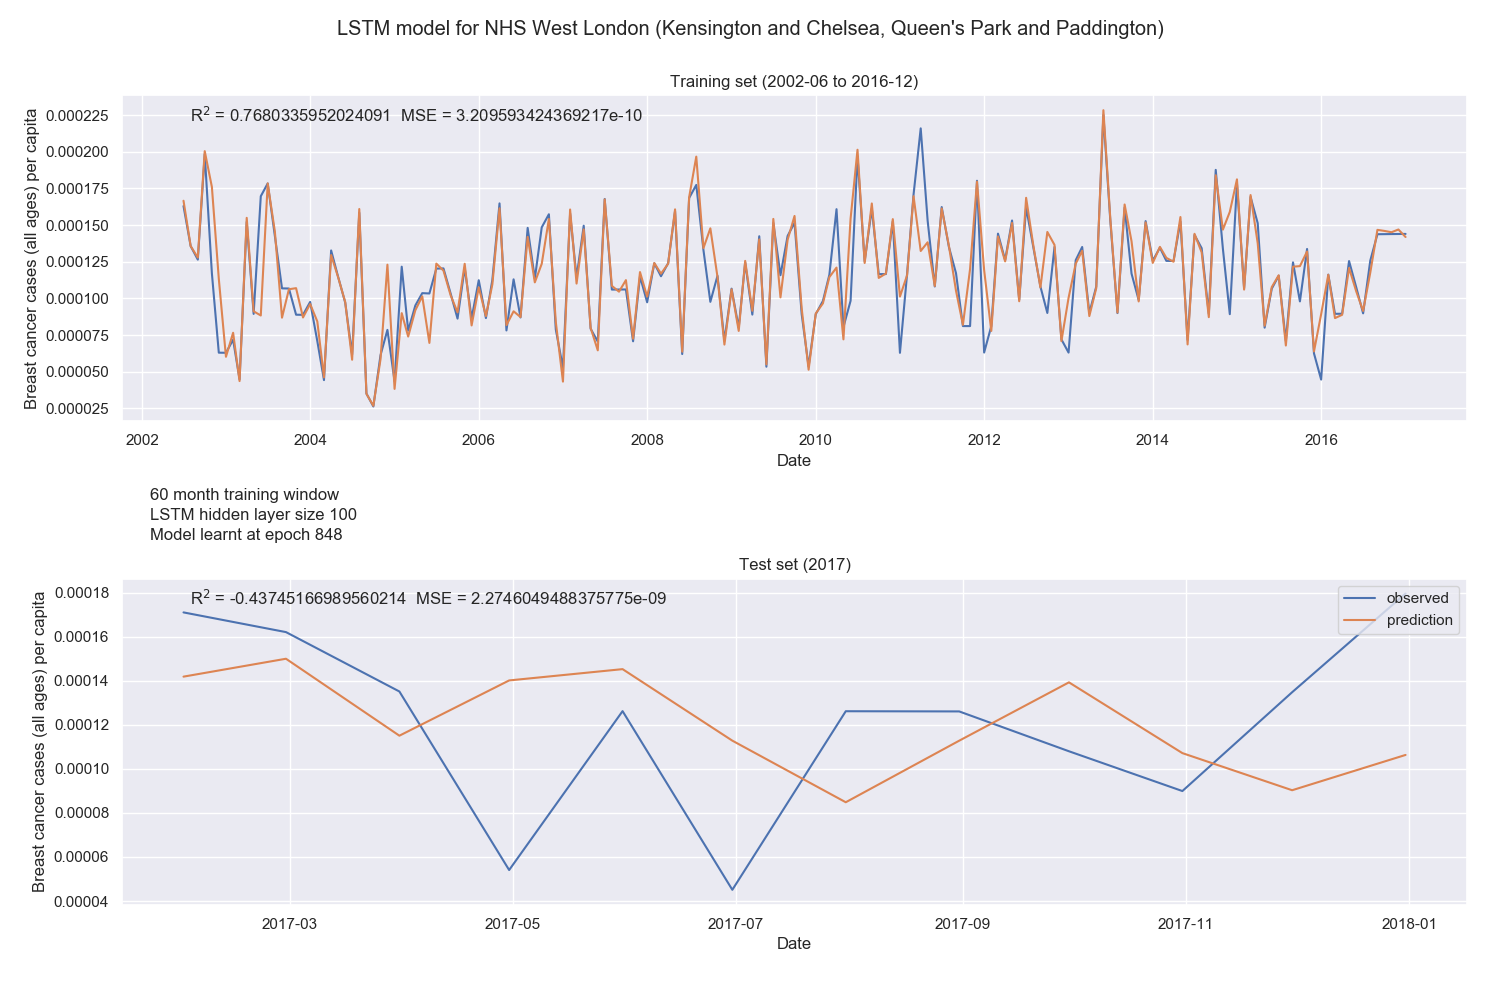 LSTM model for NHS West London (Kensington and Chelsea, Queen's Park and Paddington)
Training set (2002-06 to 2016-12)
R² = 0.7680335952024091 MSE = 3.209593424369217e-10
Breast cancer cases (all ages) per capita
0.000225
0.000200
0.000175
0.000150
0.000125
0.000100
0.000075
0.000050
0.000025
2002 2004 2006 2008 2010 2012 2014 2016
Date
60 month training window
LSTM hidden layer size 100
Model learnt at epoch 848
Test set (2017)
R² = -0.43745166989560214 MSE = 2.2746049488375775e-09
observed
prediction
Breast cancer cases (all ages) per capita
0.00018
0.00016
0.00014
0.00012
0.00010
0.00008
0.00006
0.00004
2017-03 2017-05 2017-07 2017-09 2017-11 2018-01
Date